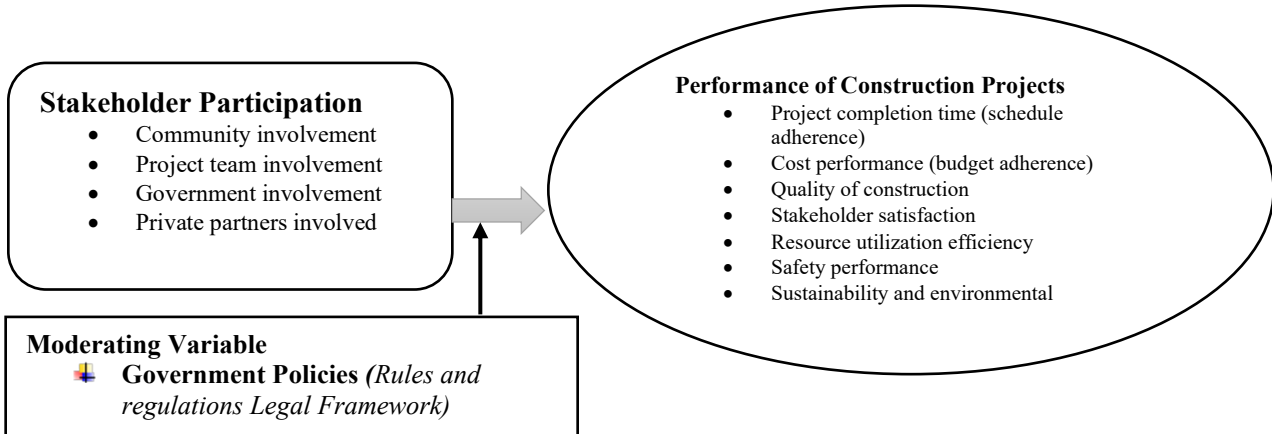 Stakeholder Participation
• Community involvement
• Project team involvement
• Government involvement
• Private partners involved
Performance of Construction Projects
• Project completion time (schedule
adherence)
• Cost performance (budget adherence)
• Quality of construction
• Stakeholder satisfaction
• Resource utilization efficiency
• Safety performance
• Sustainability and environmental
Moderating Variable
Government Policies (Rules and
regulations Legal Framework)